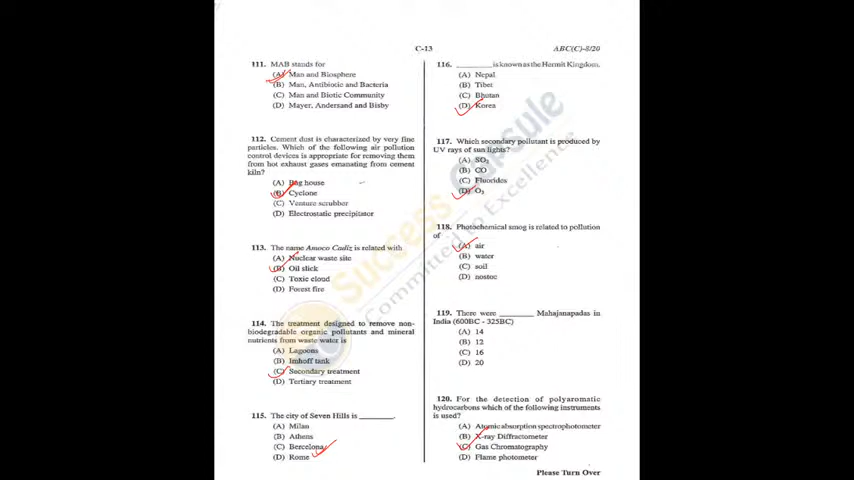 C-13
ABC(C)-8/20
111. MAB stands for
(A) Man and Biosphere
(B) Man, Antibiotic and Bacteria
(C) Man and Biotic Community
(D) Mayer, Andersand and Bisby
112. Cement dust is characterized by very fine
particles. Which of the following air pollution
control devices is appropriate for removing them
from hot exhaust gases emanating from cement
kiln?
(A) Bag house
(B) Cyclone
(C) Venture scrubber
(D) Electrostatic precipitator
113. The name Amoco Cadiz is related with
(A) Nuclear waste site
(B) Oil slick
(C) Toxic cloud
(D) Forest fire
114. The treatment designed to remove non-
biodegradable organic pollutants and mineral
nutrients from waste water is
(A) Lagoons
(B) Imhoff tank
(C) Secondary treatment
(D) Tertiary treatment
115. The city of Seven Hills is ________.
(A) Milan
(B) Athens
(C) Bercelona
(D) Rome
116. ________ is known as the Hermit Kingdom.
(A) Nepal
(B) Tibet
(C) Bhutan
(D) Korea
117. Which secondary pollutant is produced by
UV rays of sun lights?
(A) SO₂
(B) CO
(C) Fluorides
(D) O₃
118. Photochemical smog is related to pollution
of
(A) air
(B) water
(C) soil
(D) nostoc
119. There were ________ Mahajanapadas in
India (600BC - 325BC)
(A) 14
(B) 12
(C) 16
(D) 20
120. For the detection of polyaromatic
hydrocarbons which of the following instruments
is used?
(A) Atomic absorption spectrophotometer
(B) X-ray Diffractometer
(C) Gas Chromatography
(D) Flame photometer
Please Turn Over
Success Capsule
Committed to Excellence